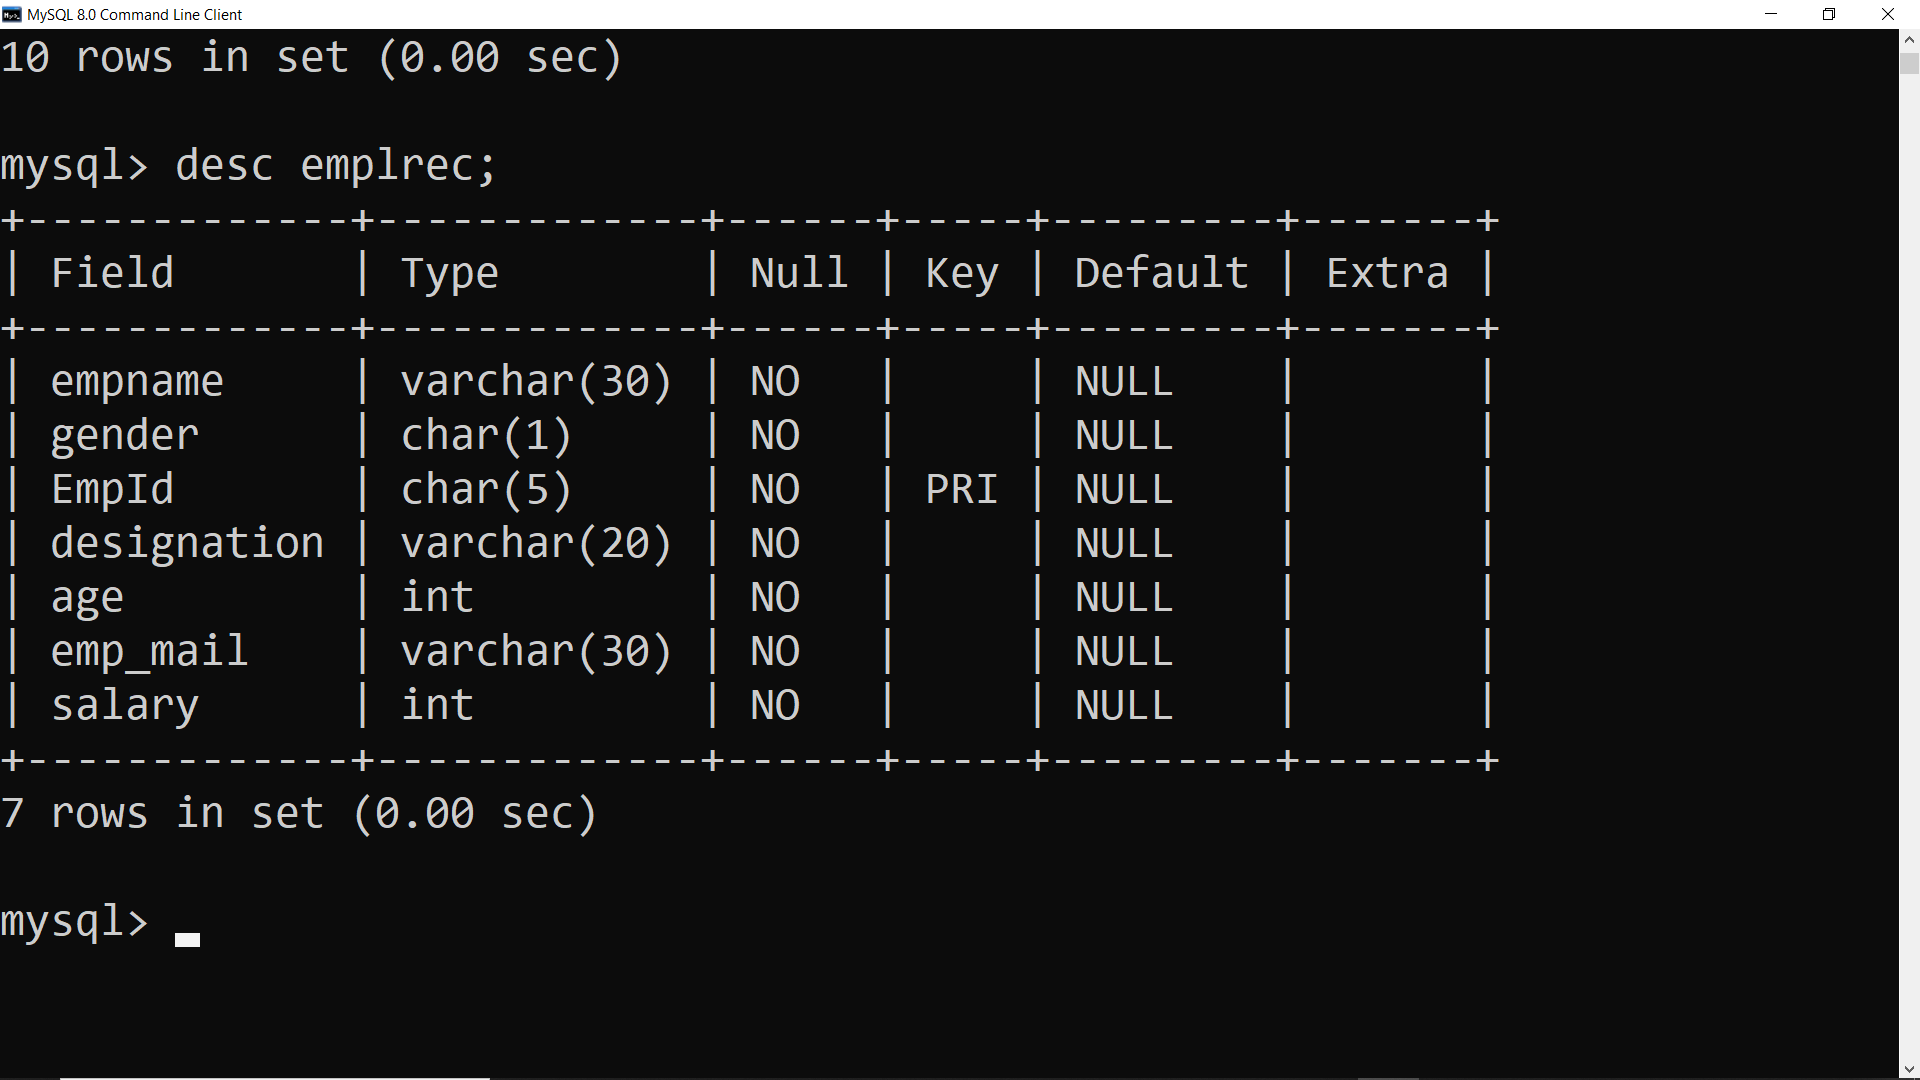 MySQL 8.0 Command Line Client
10 rows in set (0.00 sec)
mysql> desc emplrec;
+-------------+-------------+------+-----+---------+-------+
| Field       | Type        | Null | Key | Default | Extra |
+-------------+-------------+------+-----+---------+-------+
| empname     | varchar(30) | NO   |     | NULL    |       |
| gender      | char(1)     | NO   |     | NULL    |       |
| EmpId       | char(5)     | NO   | PRI | NULL    |       |
| designation | varchar(20) | NO   |     | NULL    |       |
| age         | int         | NO   |     | NULL    |       |
| emp_mail    | varchar(30) | NO   |     | NULL    |       |
| salary      | int         | NO   |     | NULL    |       |
+-------------+-------------+------+-----+---------+-------+
7 rows in set (0.00 sec)
mysql>